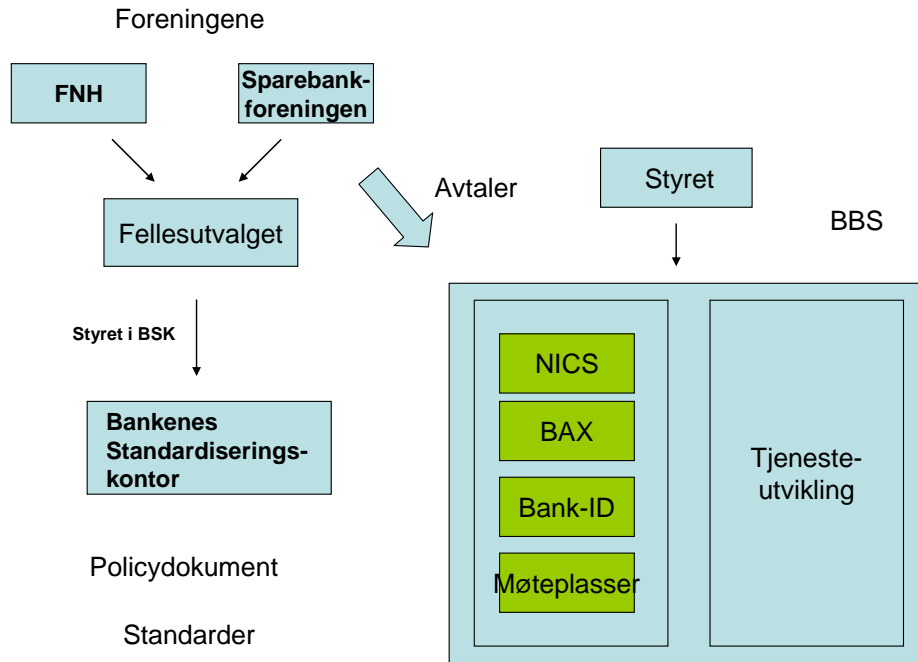 Foreningene
FNH
Sparebank-
foreningen
Fellesutvalget
Styret i BSK
Bankenes
Standardiserings-
kontor
Policydokument
Standarder
Avtaler
Styret
BBS
NICS
BAX
Bank-ID
Møteplasser
Tjeneste-
utvikling